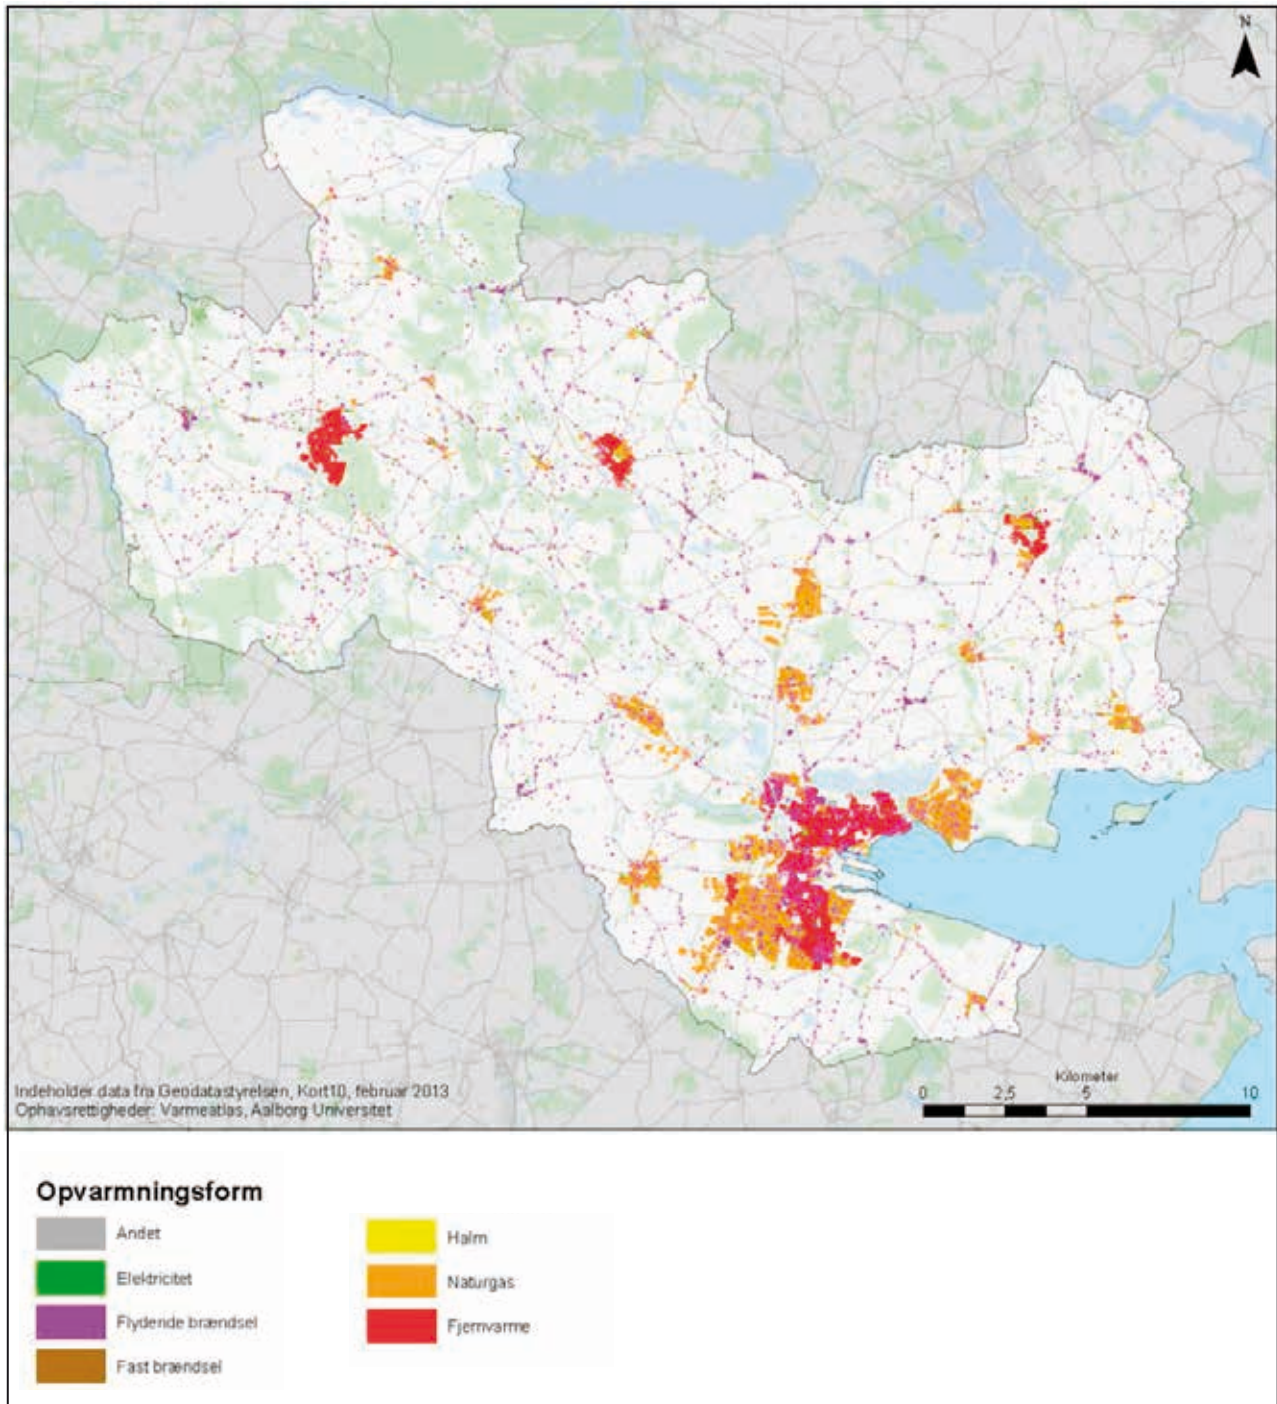 N
Indeholder data fra Geodatastyrelsen, Kort10, februar 2013
Ophavsrettigheder: Varmeatlas, Aalborg Universitet
Kilometer
0 2,5 5 10
Opvarmningsform
Andet
Elektricitet
Flydende brændsel
Fast brændsel
Halm
Naturgas
Fjernvarme